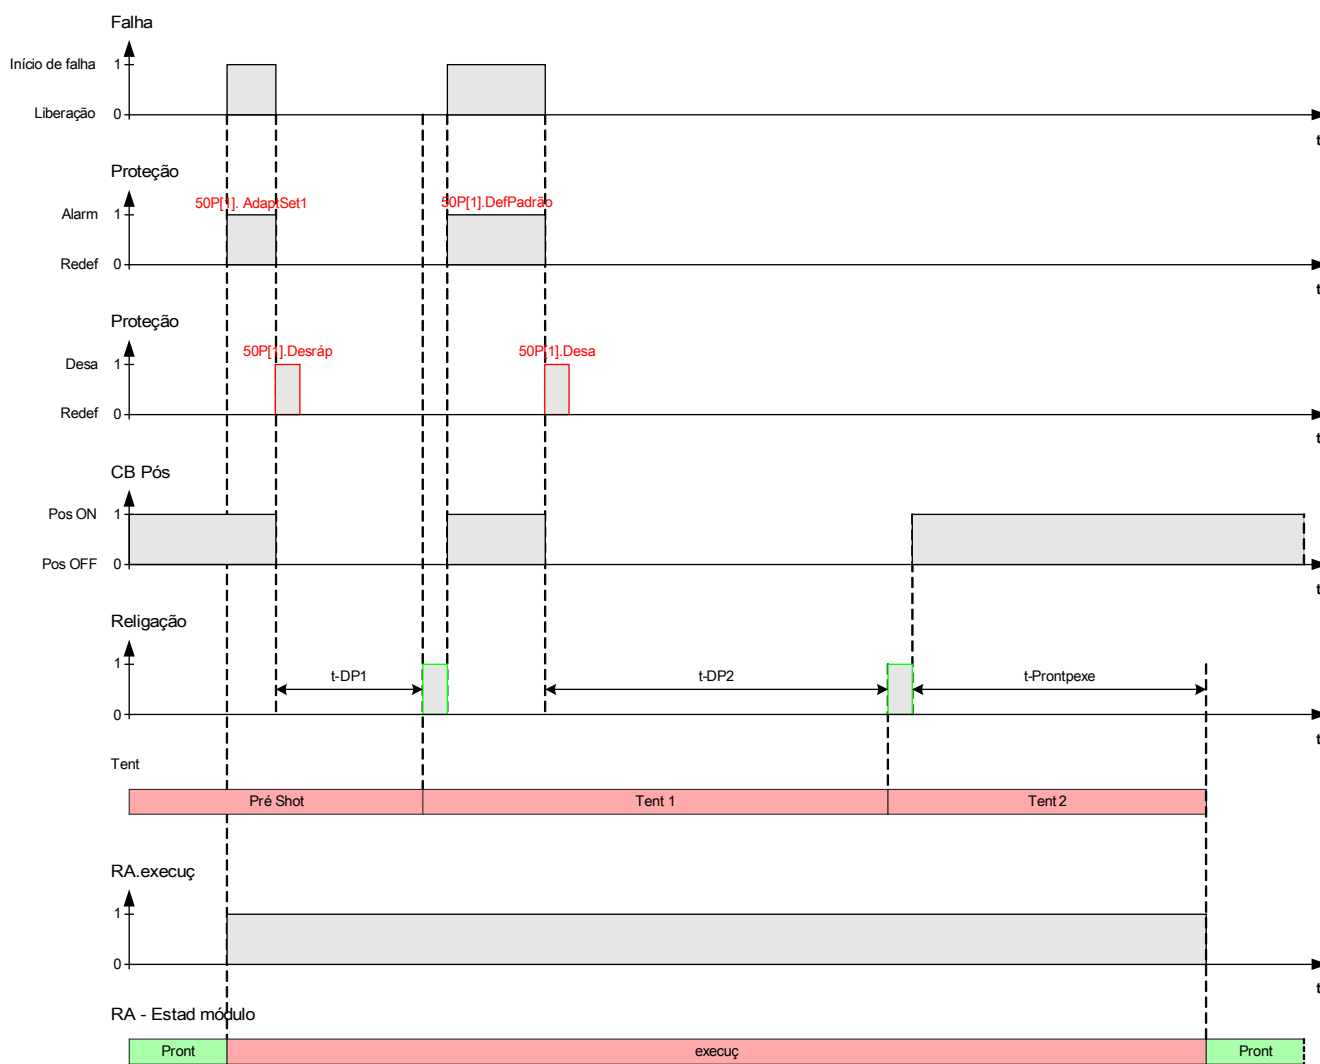 Falha
Início de falha 1
Liberação 0
t
Proteção
50P[1]. AdaptSet1 50P[1].DefPadrão
Alarm 1
Redef 0
t
Proteção
50P[1].Desráp 50P[1].Desa
Desa 1
Redef 0
t
CB Pós
Pos ON 1
Pos OFF 0
t
Religação
1
t-DP1 t-DP2 t-Prontpexe
0
t
Tent
Pré Shot Tent 1 Tent 2
RA.execuç
1
0
t
RA - Estad módulo
Pront execuç Pront